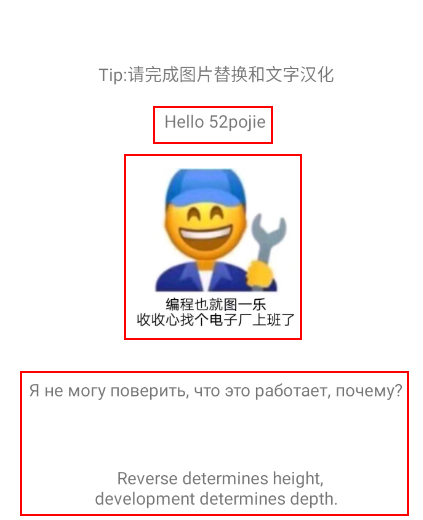 Tip:请完成图片替换和文字汉化
Hello 52pojie
编程也就图一乐
收收心找个电子厂上班了
Я не могу поверить, что это работает, почему?
Reverse determines height,
development determines depth.